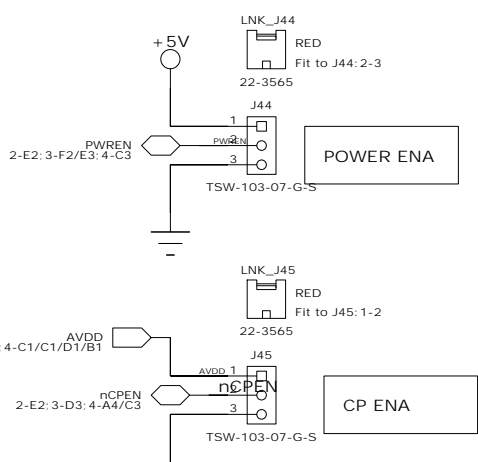 LNK_J44
+5V
RED
Fit to J44:2-3
22-3565
J44
1
PWREN
PWREN
2
2-E2;3-F2/E3;4-C3
3
POWER ENA
TSW-103-07-G-S
LNK_J45
RED
Fit to J45:1-2
22-3565
AVDD
;4-C1/C1/D1/B1
J45
AVDD
1
nCPEN
nCPEN
2
2-E2;3-D3;4-A4/C3
3
CP ENA
TSW-103-07-G-S